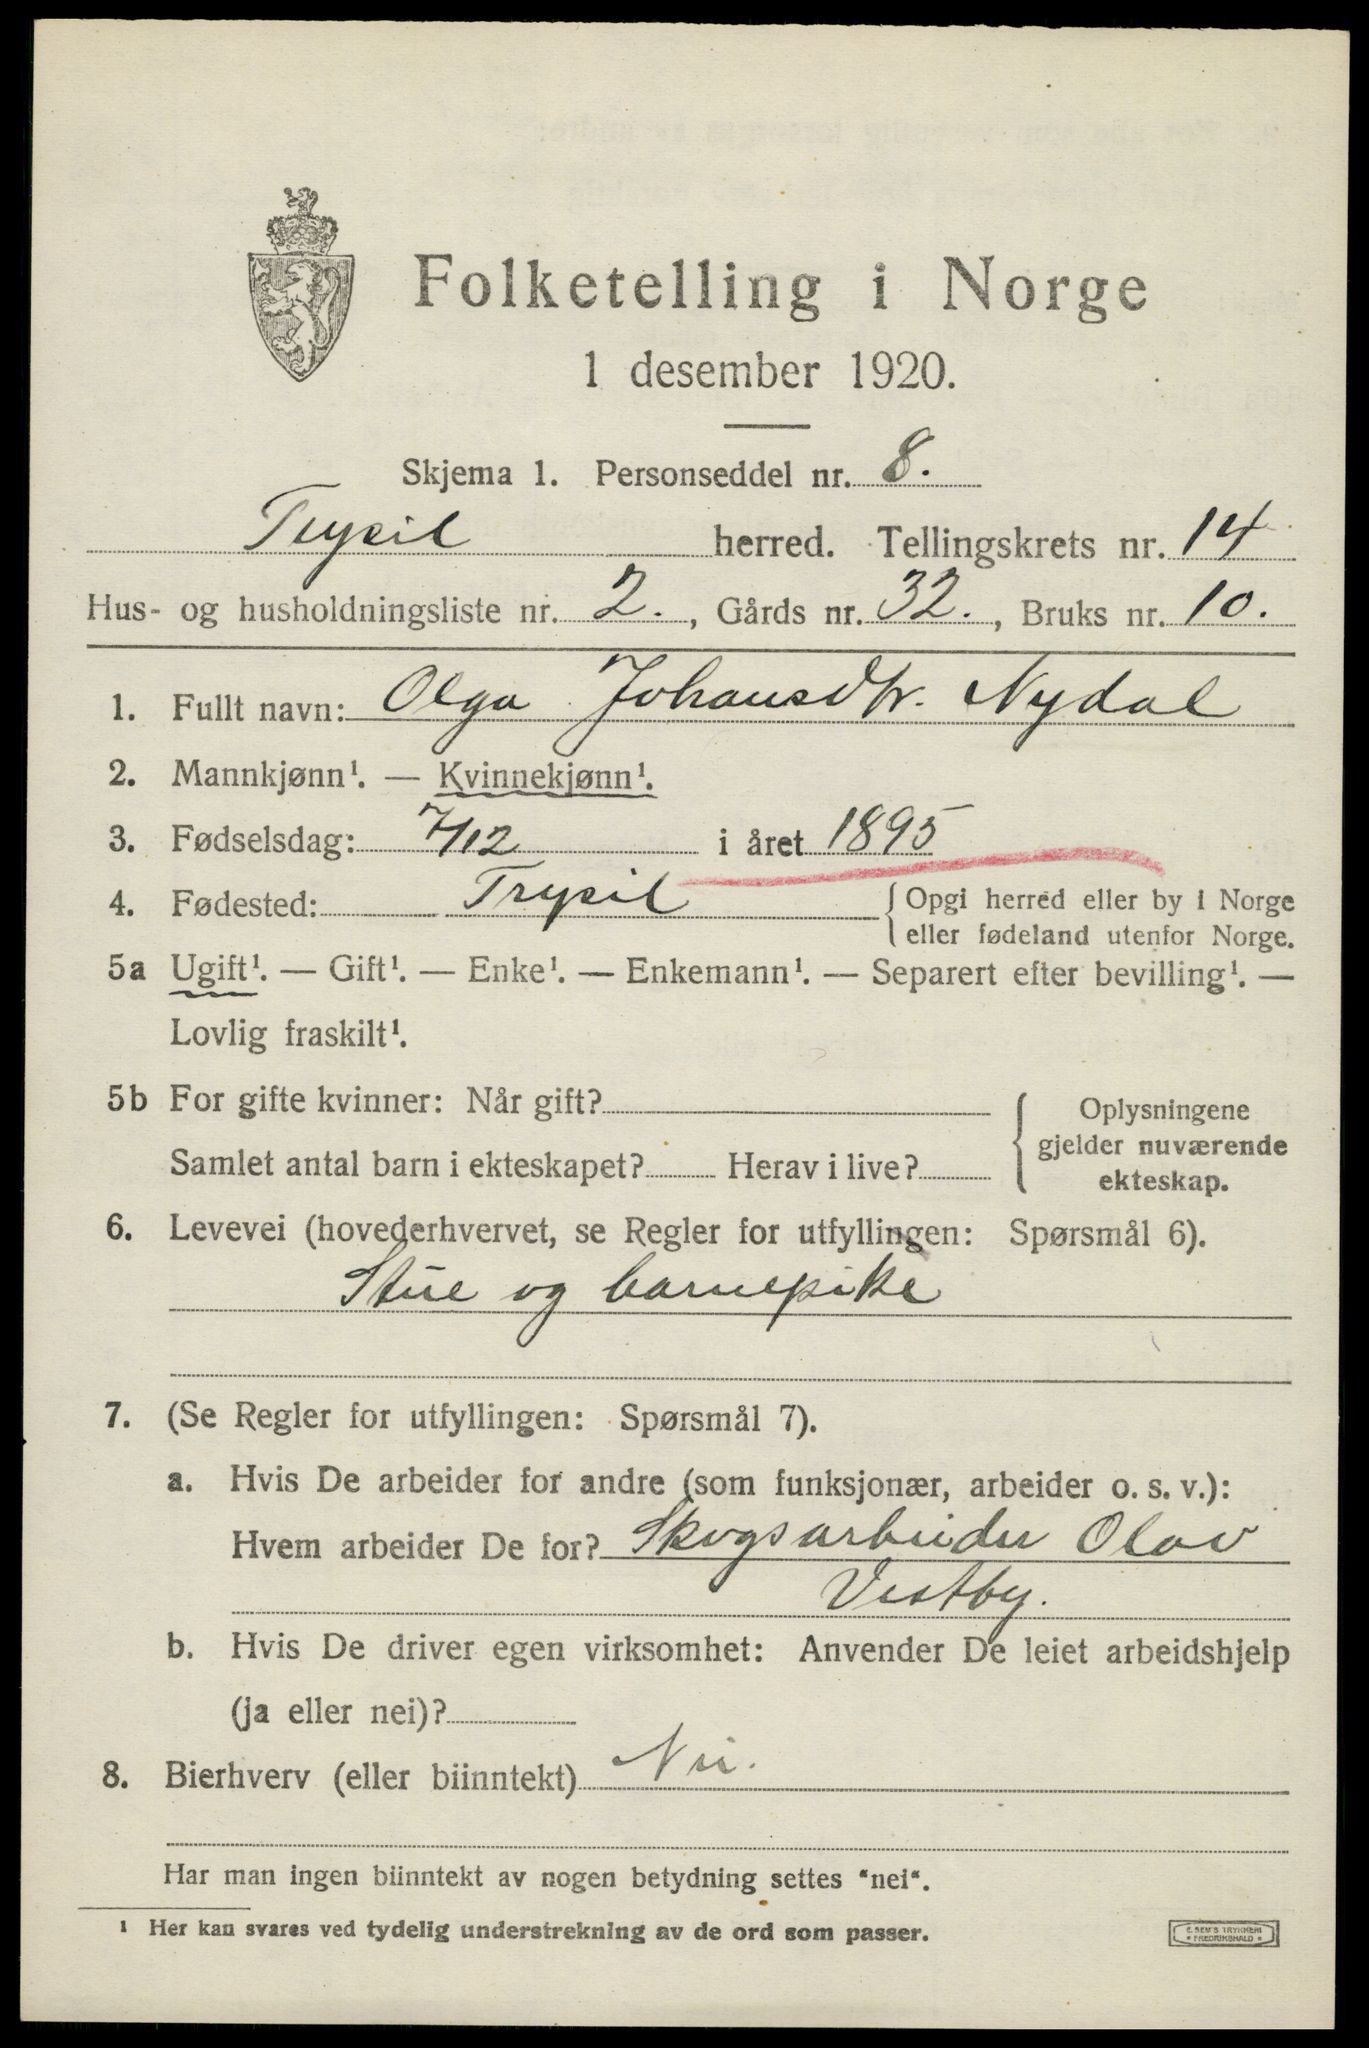 Folketelling i Norge
1 desember 1920.
Skjema 1. Personseddel nr. 8.
Trysil herred. Tellingskrets nr. 14
Hus- og husholdningsliste nr. 2., Gårds nr. 32., Bruks nr. 10.
1. Fullt navn: Olga Johansdtr. Nydal
2. Mannkjønn¹. — Kvinnekjønn¹.
3. Fødselsdag: 7/12 i året 1895
4. Fødested: Trysil { Opgi herred eller by i Norge
eller fødeland utenfor Norge.
5a Ugift¹. — Gift¹. — Enke¹. — Enkemann¹. — Separert efter bevilling¹. —
Lovlig fraskilt¹.
5b For gifte kvinner: Når gift?
Samlet antal barn i ekteskapet? Herav i live?
{ Oplysningene
gjelder nuværende
ekteskap.
6. Levevei (hovederhvervet, se Regler for utfyllingen: Spørsmål 6).
Stue og barnepike
7. (Se Regler for utfyllingen: Spørsmål 7).
a. Hvis De arbeider for andre (som funksjonær, arbeider o. s. v.):
Hvem arbeider De for? Skogsarbeider Olav
Vestby.
b. Hvis De driver egen virksomhet: Anvender De leiet arbeidshjelp
(ja eller nei)?
8. Bierhverv (eller biinntekt) Nei.
Har man ingen biinntekt av nogen betydning settes "nei".
¹ Her kan svares ved tydelig understrekning av de ord som passer.
E. SEM'S TRYKKERI
* FREDRIKSHALD *